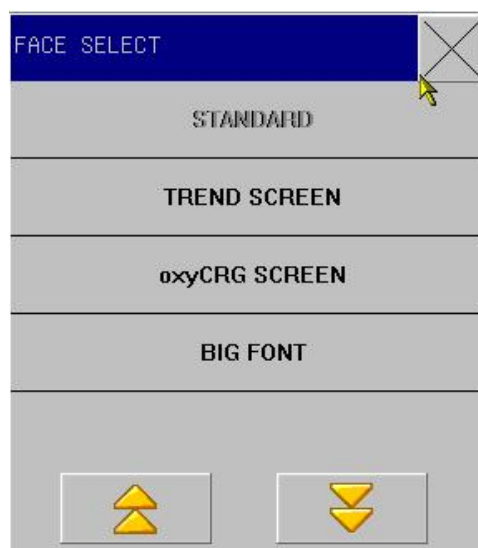 FACE SELECT
STANDARD
TREND SCREEN
oxyCRG SCREEN
BIG FONT